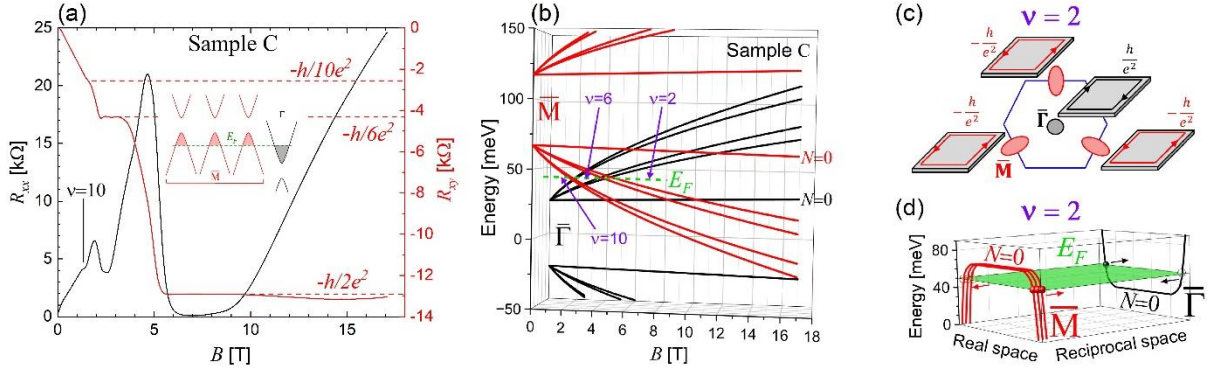 (a)
Sample C
R_xx [kΩ]
25
20
15
10
5
0
ν=10
-h/10e²
-h/6e²
-h/2e²
E_F
M̅
Γ
0
-2
-4
-6
-8
-10
-12
-14
R_xy [kΩ]
0
5
10
15
B [T]
(b)
Sample C
Energy [meV]
150
100
50
0
−50
M̅
ν=6
ν=2
N=0
E_F
N=0
Γ̅
ν=10
0 2 4 6 8 10 12 14 16 18
B [T]
(c)
ν = 2
−h/e²
h/e²
−h/e²
Γ̅
−h/e²
M̅
(d)
ν = 2
Energy [meV]
80
40
0
N=0
E_F
N=0
M̅
Γ̅
Real space
Reciprocal space